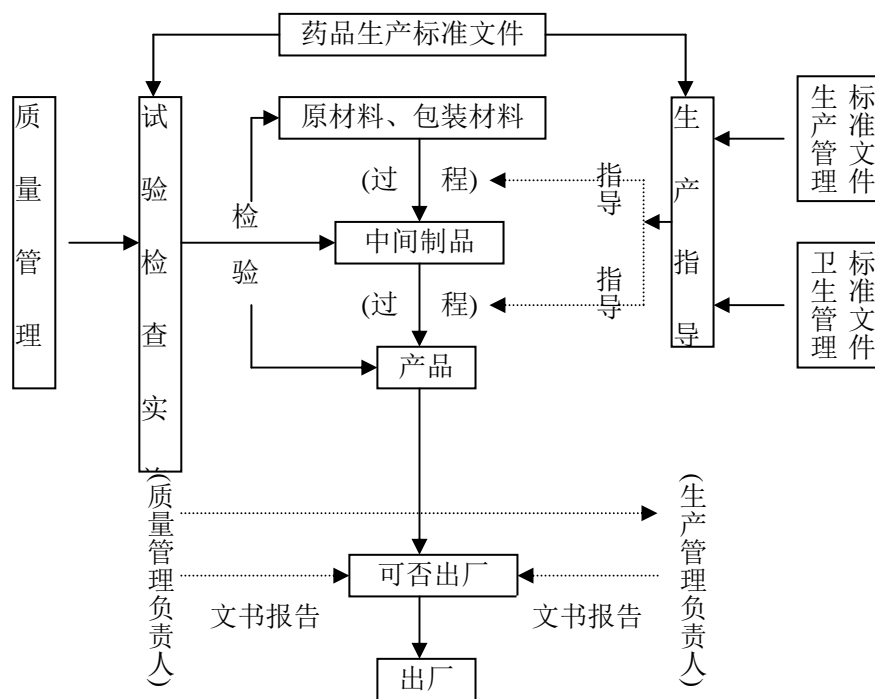 药品生产标准文件
质量管理
试验检查实
原材料、包装材料
生产指导
生产管理
标准文件
(过 程)
指导
检验
中间制品
卫生管理
标准文件
(过 程)
指导
产品
(质量管理负责人)
(生产管理负责人)
可否出厂
文书报告
文书报告
出厂